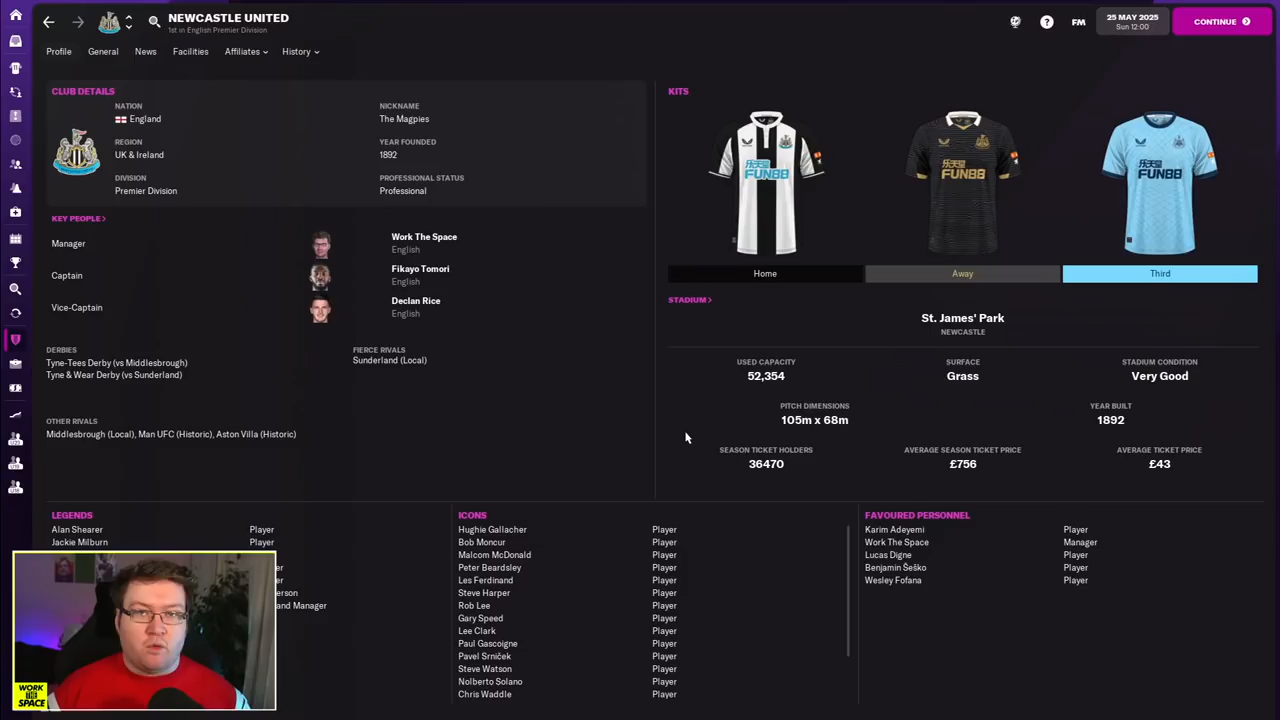 NEWCASTLE UNITED
1st in English Premier Division
FM
25 MAY 2025
Sun 12:00
CONTINUE
Profile General News Facilities Affiliates History
CLUB DETAILS
NATION
England
NICKNAME
The Magpies
REGION
UK & Ireland
YEAR FOUNDED
1892
DIVISION
Premier Division
PROFESSIONAL STATUS
Professional
KEY PEOPLE >
Manager
Work The Space
English
Captain
Fikayo Tomori
English
Vice-Captain
Declan Rice
English
DERBIES
Tyne-Tees Derby (vs Middlesbrough)
Tyne & Wear Derby (vs Sunderland)
FIERCE RIVALS
Sunderland (Local)
OTHER RIVALS
Middlesbrough (Local), Man UFC (Historic), Aston Villa (Historic)
KITS
FUN88
FUN88
FUN88
Home Away Third
STADIUM >
St. James' Park
NEWCASTLE
USED CAPACITY
52,354
SURFACE
Grass
STADIUM CONDITION
Very Good
PITCH DIMENSIONS
105m x 68m
YEAR BUILT
1892
SEASON TICKET HOLDERS
36470
AVERAGE SEASON TICKET PRICE
£756
AVERAGE TICKET PRICE
£43
LEGENDS
Alan Shearer Player
Jackie Milburn Player
er
er
erson
and Manager
ICONS
Hughie Gallacher Player
Bob Moncur Player
Malcom McDonald Player
Peter Beardsley Player
Les Ferdinand Player
Steve Harper Player
Rob Lee Player
Gary Speed Player
Lee Clark Player
Paul Gascoigne Player
Pavel Srniček Player
Steve Watson Player
Nolberto Solano Player
Chris Waddle Player
FAVOURED PERSONNEL
Karim Adeyemi Player
Work The Space Manager
Lucas Digne Player
Benjamin Šeško Player
Wesley Fofana Player
WORK
THE
SPACE